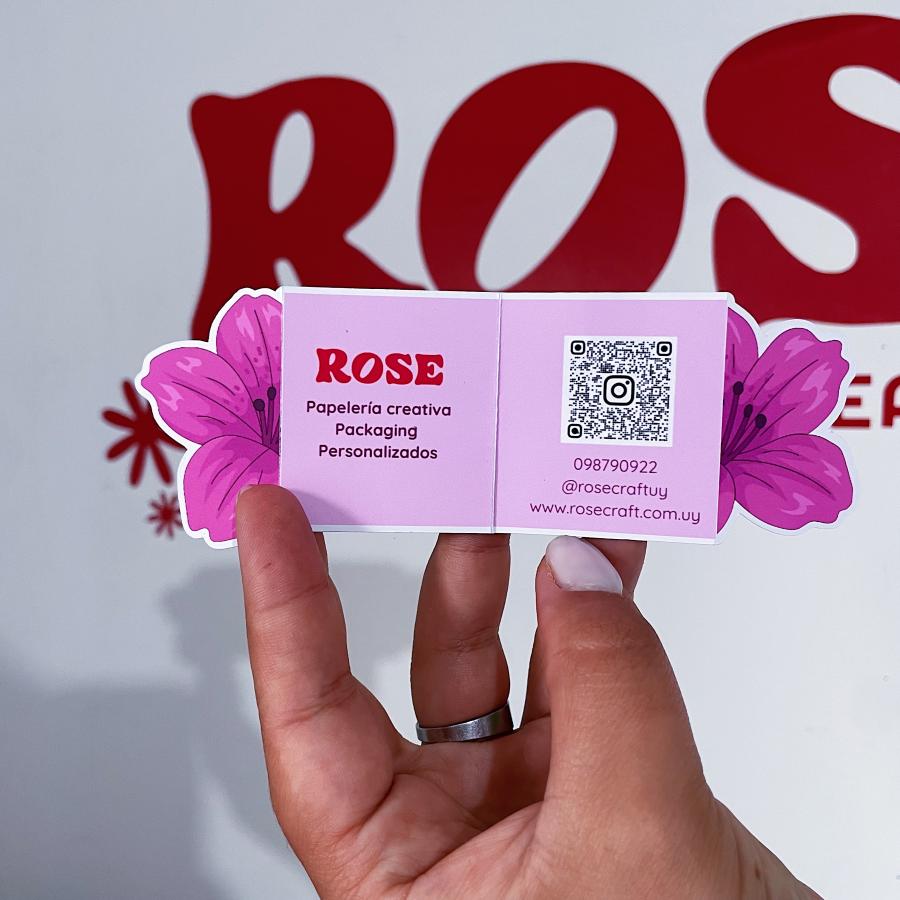 ROS
EA
ROSE
Papelería creativa
Packaging
Personalizados
098790922
@rosecraftuy
www.rosecraft.com.uy